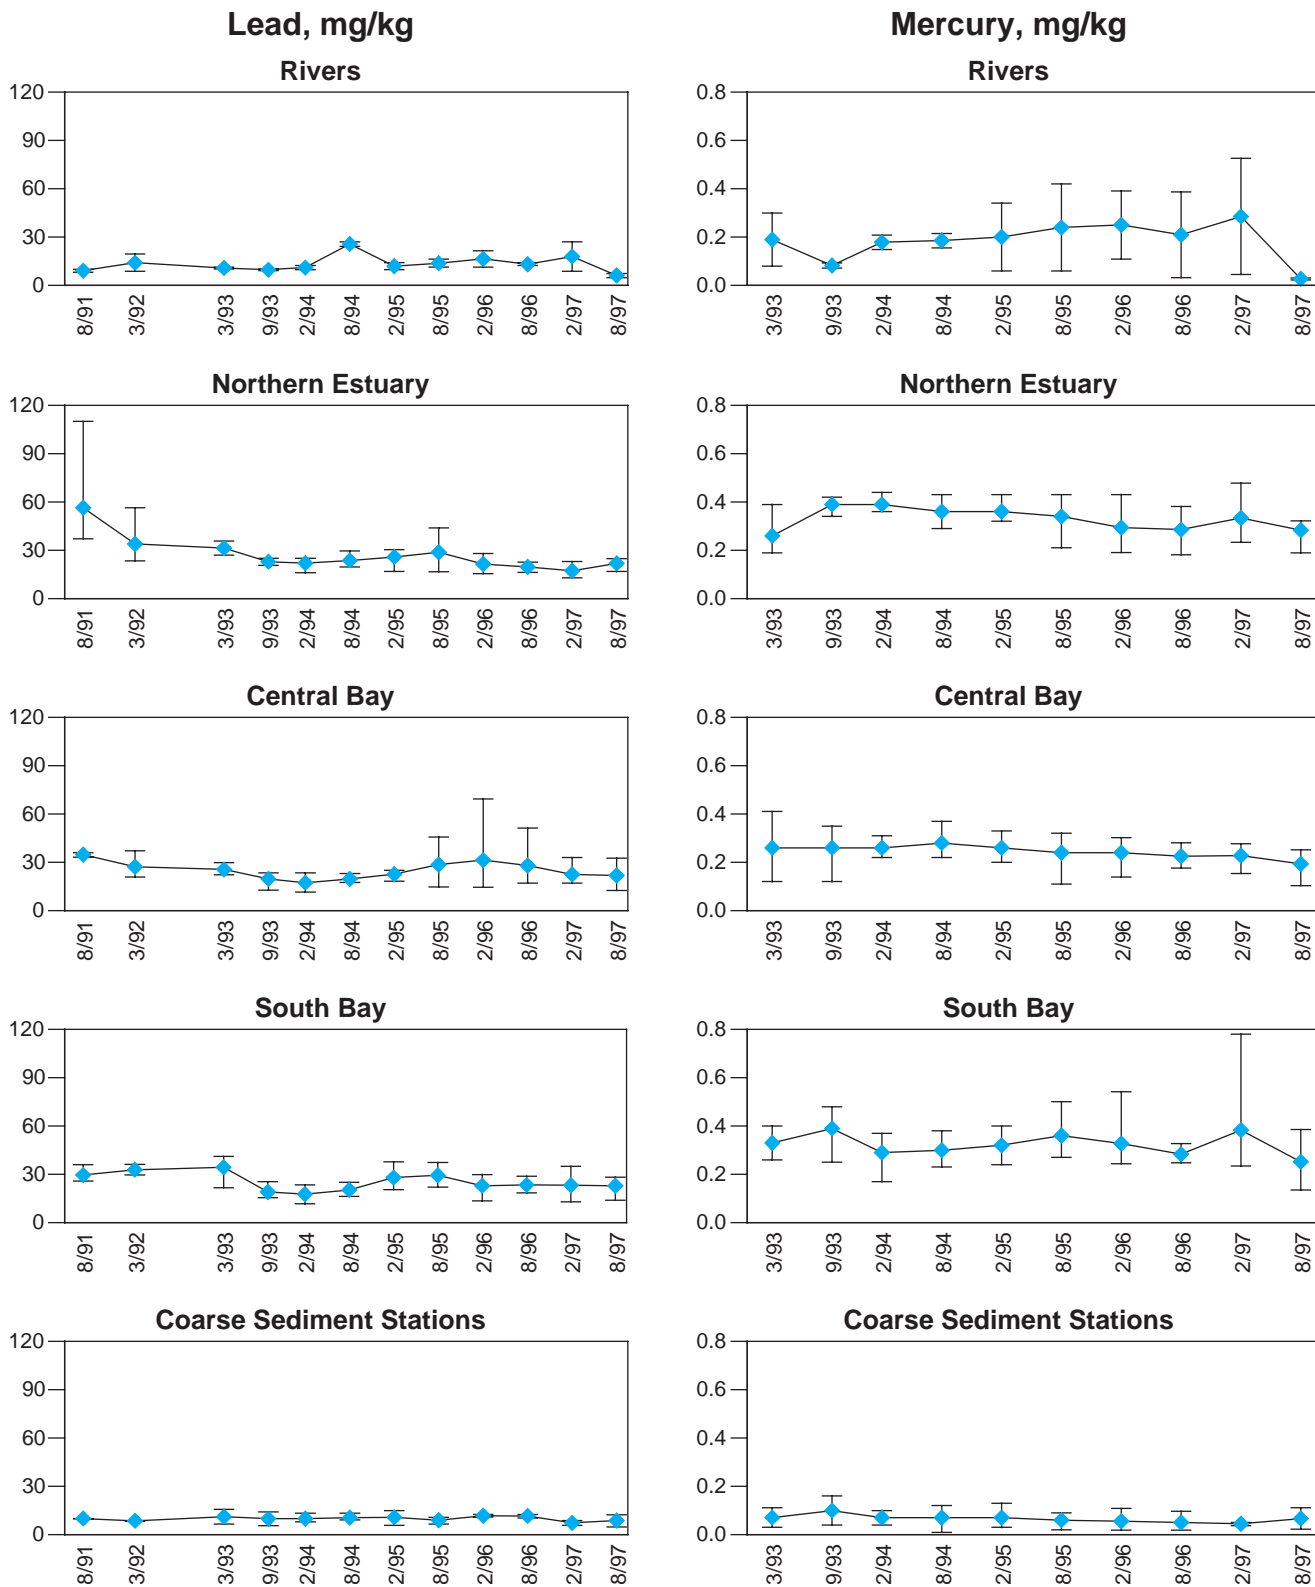 Lead, mg/kg
Rivers
120
90
60
30
0
8/91 3/92 3/93 9/93 2/94 8/94 2/95 8/95 2/96 8/96 2/97 8/97
Northern Estuary
120
90
60
30
0
8/91 3/92 3/93 9/93 2/94 8/94 2/95 8/95 2/96 8/96 2/97 8/97
Central Bay
120
90
60
30
0
8/91 3/92 3/93 9/93 2/94 8/94 2/95 8/95 2/96 8/96 2/97 8/97
South Bay
120
90
60
30
0
8/91 3/92 3/93 9/93 2/94 8/94 2/95 8/95 2/96 8/96 2/97 8/97
Coarse Sediment Stations
120
90
60
30
0
8/91 3/92 3/93 9/93 2/94 8/94 2/95 8/95 2/96 8/96 2/97 8/97
Mercury, mg/kg
Rivers
0.8
0.6
0.4
0.2
0.0
3/93 9/93 2/94 8/94 2/95 8/95 2/96 8/96 2/97 8/97
Northern Estuary
0.8
0.6
0.4
0.2
0.0
3/93 9/93 2/94 8/94 2/95 8/95 2/96 8/96 2/97 8/97
Central Bay
0.8
0.6
0.4
0.2
0.0
3/93 9/93 2/94 8/94 2/95 8/95 2/96 8/96 2/97 8/97
South Bay
0.8
0.6
0.4
0.2
0.0
3/93 9/93 2/94 8/94 2/95 8/95 2/96 8/96 2/97 8/97
Coarse Sediment Stations
0.8
0.6
0.4
0.2
0.0
3/93 9/93 2/94 8/94 2/95 8/95 2/96 8/96 2/97 8/97